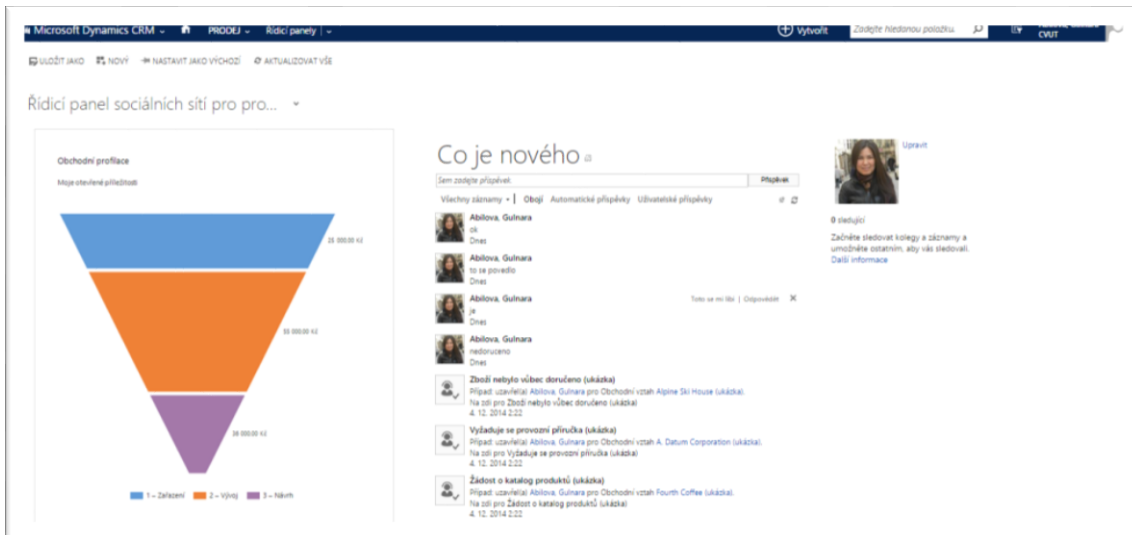 Microsoft Dynamics CRM
PRODEJ
Řídicí panely
Vytvořit
Zadejte hledanou položku.
CVUT
ULOŽIT JAKO
NOVÝ
NASTAVIT JAKO VÝCHOZÍ
AKTUALIZOVAT VŠE
Řídicí panel sociálních sítí pro pro...
Obchodní profilace
Moje otevřené příležitosti
25 000,00 Kč
1 – Zařazení
2 – Vývoj
3 – Návrh
Co je nového
Sem zadejte příspěvek.
Příspěvek
Všechny záznamy
Obojí
Automatické příspěvky
Uživatelské příspěvky
Abilova, Gulnara
ok
Dnes
Abilova, Gulnara
to se povedlo
Dnes
Abilova, Gulnara
Toto se mi líbí | Odpovědět X
ja
Dnes
Abilova, Gulnara
nedoruceno
Dnes
Zboží nebylo vůbec doručeno (ukázka)
Případ: uzavřel(a) Abilova, Gulnara pro Obchodní vztah Alpine Ski House (ukázka).
Na zdi pro Zboží nebylo vůbec doručeno (ukázka)
4. 12. 2014 2:22
Vyžaduje se provozní příručka (ukázka)
Případ: uzavřel(a) Abilova, Gulnara pro Obchodní vztah A. Datum Corporation (ukázka).
Na zdi pro Vyžaduje se provozní příručka (ukázka)
4. 12. 2014 2:22
Žádost o katalog produktů (ukázka)
Případ: uzavřel(a) Abilova, Gulnara pro Obchodní vztah Fourth Coffee (ukázka).
Na zdi pro Žádost o katalog produktů (ukázka)
4. 12. 2014 2:22
Upravit
0 sledující
Začněte sledovat kolegy a záznamy a
umožněte ostatním, aby vás sledovali.
Další informace